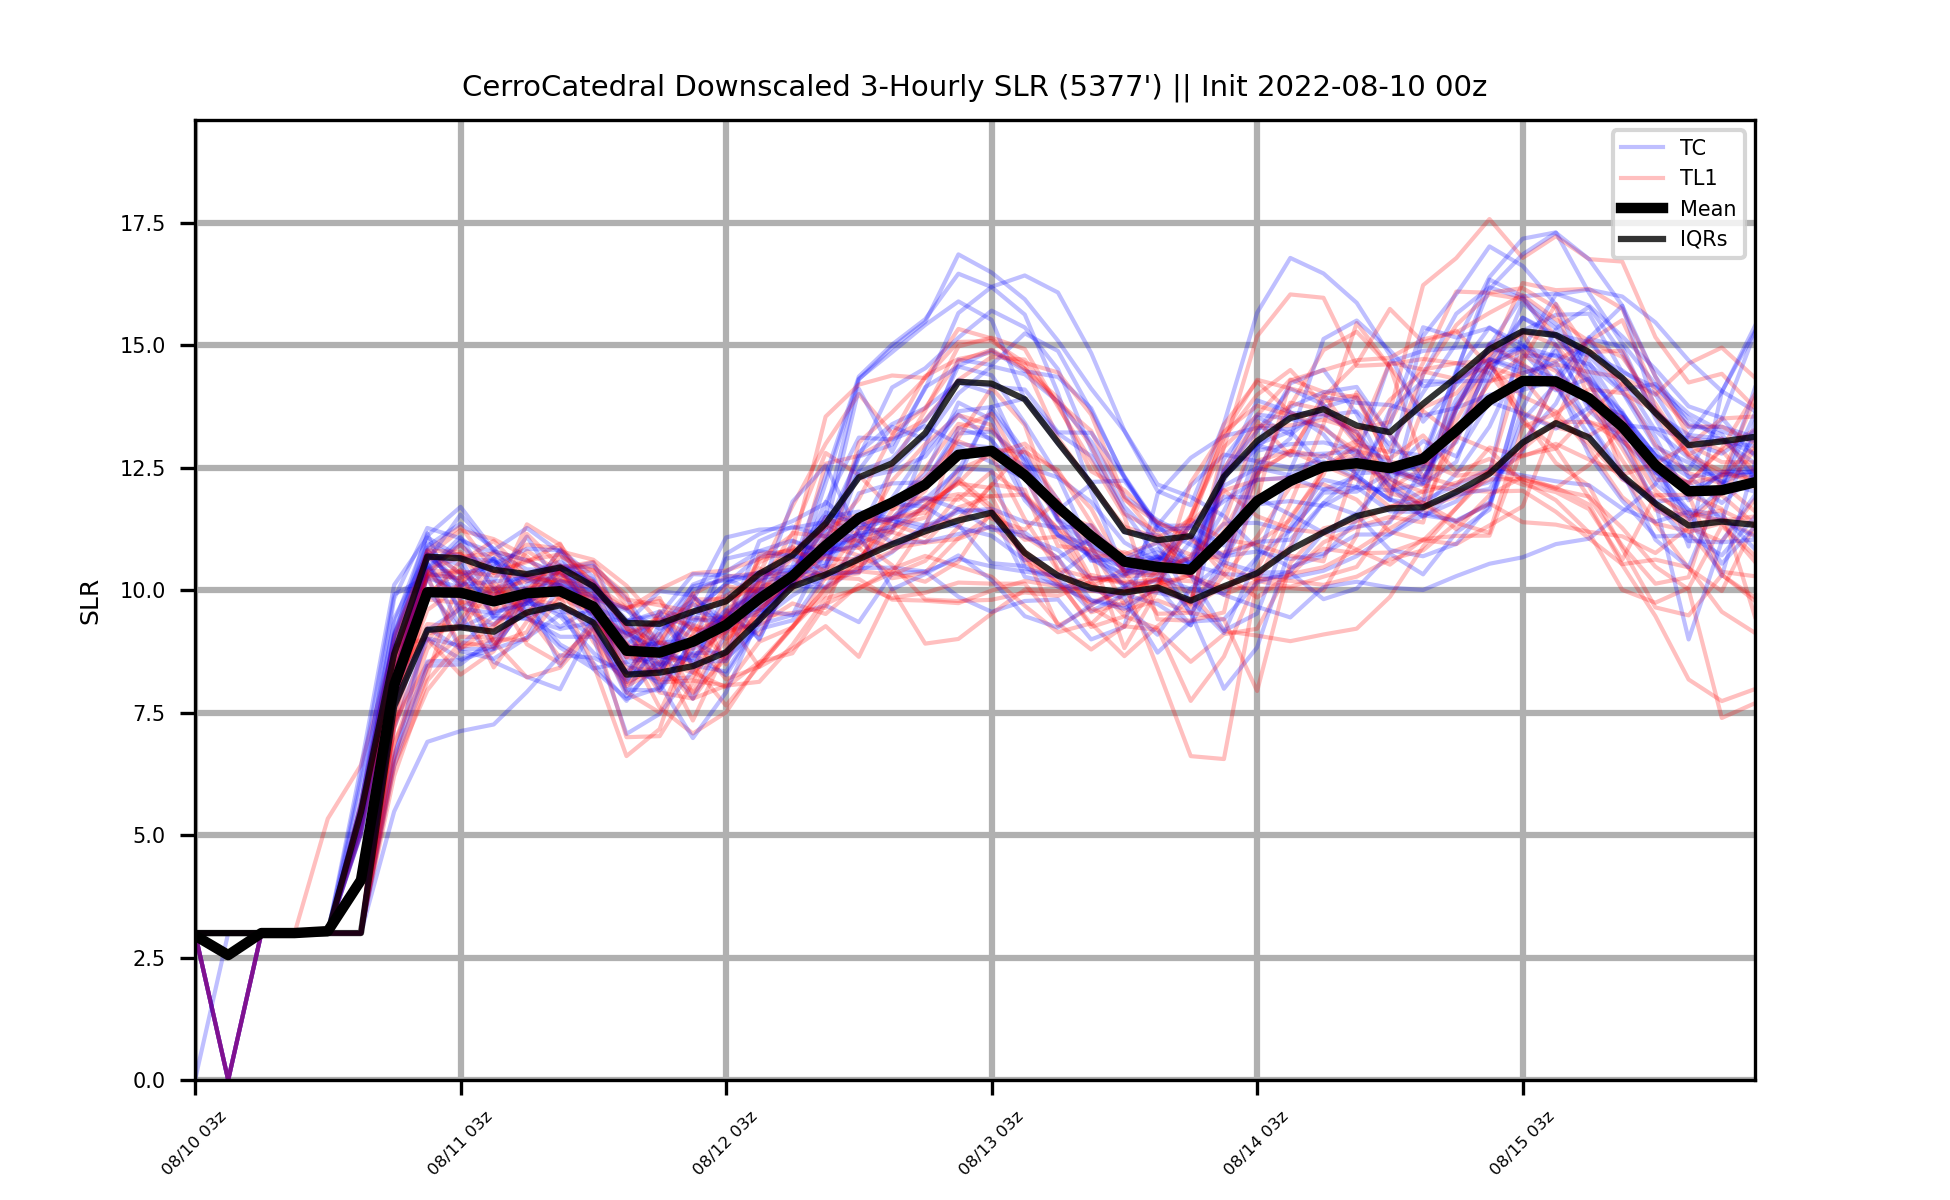 CerroCatedral Downscaled 3-Hourly SLR (5377') || Init 2022-08-10 00z
TC
TL1
Mean
IQRs
SLR
17.5
15.0
12.5
10.0
7.5
5.0
2.5
0.0
08/10 03z
08/11 03z
08/12 03z
08/13 03z
08/14 03z
08/15 03z